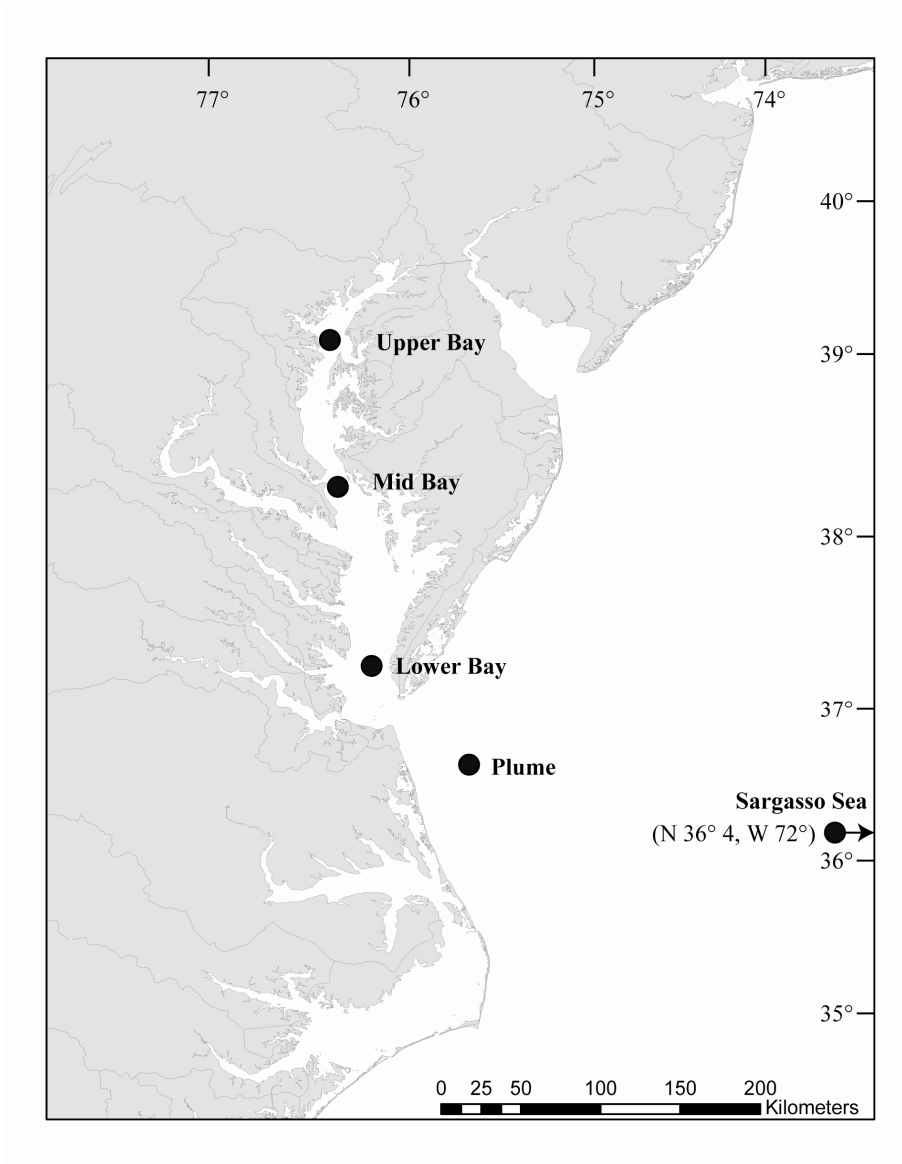 77° 76° 75° 74°
40°
Upper Bay
39°
Mid Bay
38°
Lower Bay
37°
Plume
Sargasso Sea
(N 36° 4, W 72°)
36°
35°
0 25 50 100 150 200
Kilometers